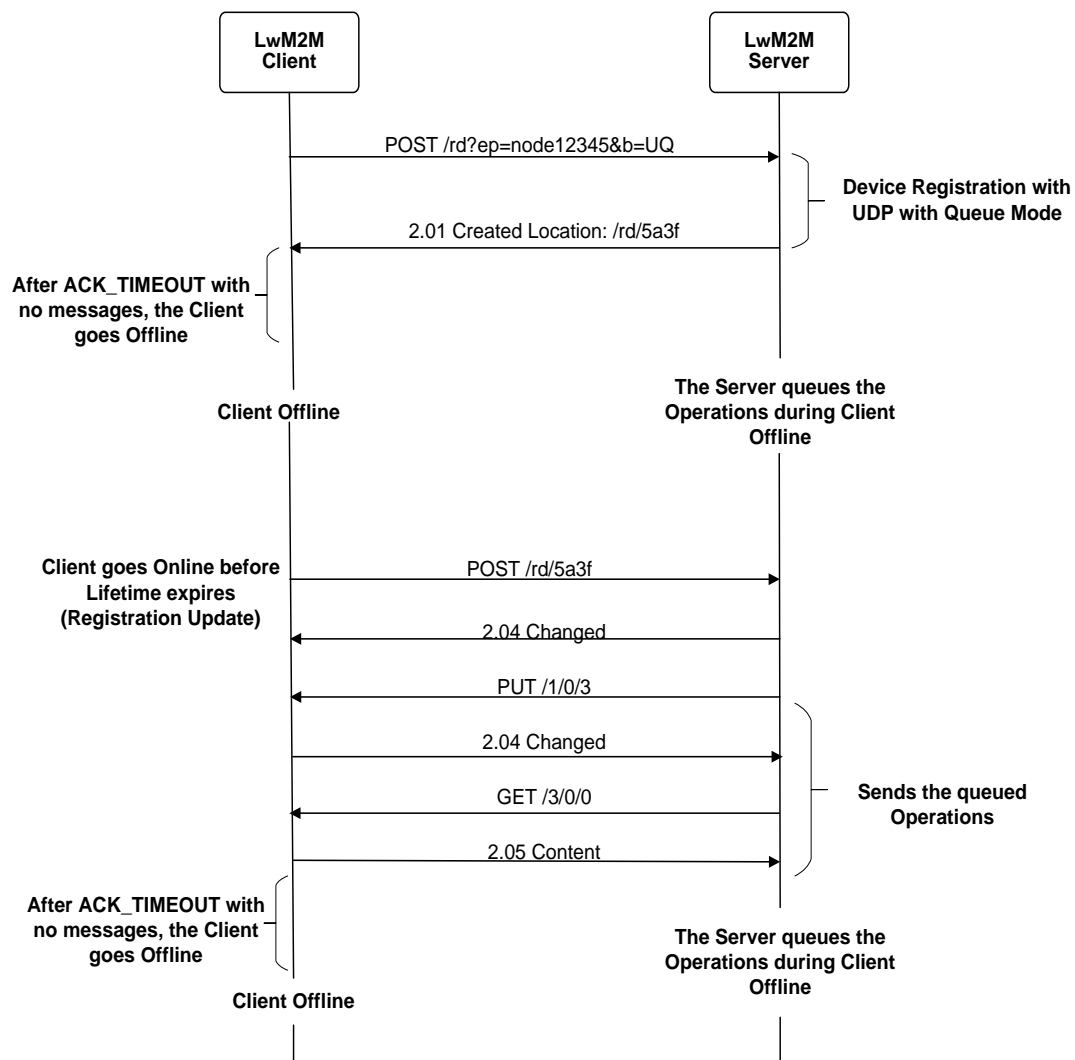 LwM2M
Client
LwM2M
Server
POST /rd?ep=node12345&b=UQ
Device Registration with
UDP with Queue Mode
2.01 Created Location: /rd/5a3f
After ACK_TIMEOUT with
no messages, the Client
goes Offline
Client Offline
The Server queues the
Operations during Client
Offline
Client goes Online before
Lifetime expires
(Registration Update)
POST /rd/5a3f
2.04 Changed
PUT /1/0/3
2.04 Changed
GET /3/0/0
Sends the queued
Operations
2.05 Content
After ACK_TIMEOUT with
no messages, the Client
goes Offline
The Server queues the
Operations during Client
Offline
Client Offline